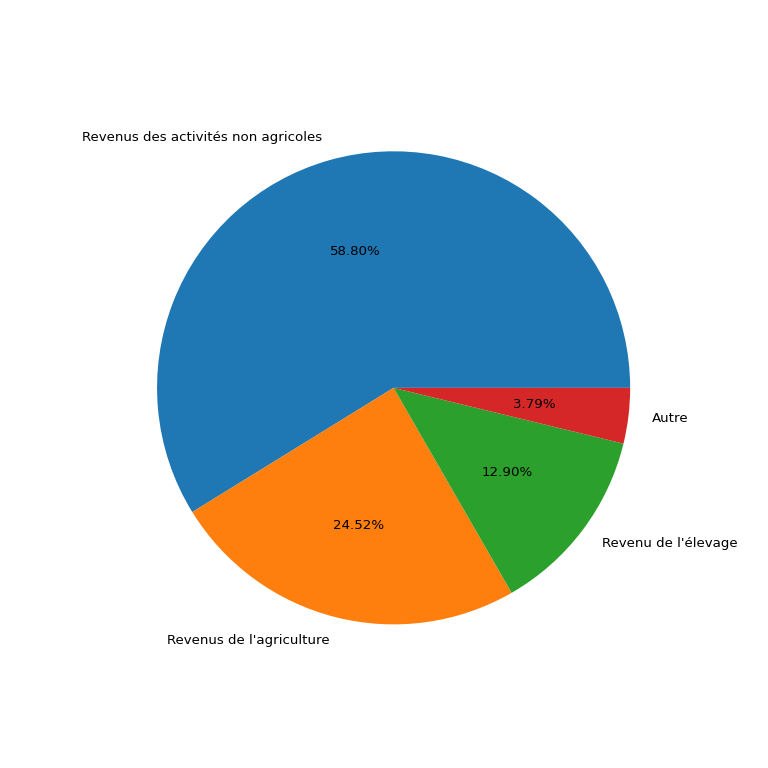 Revenus des activités non agricoles
58.80%
3.79%
Autre
12.90%
24.52%
Revenu de l'élevage
Revenus de l'agriculture